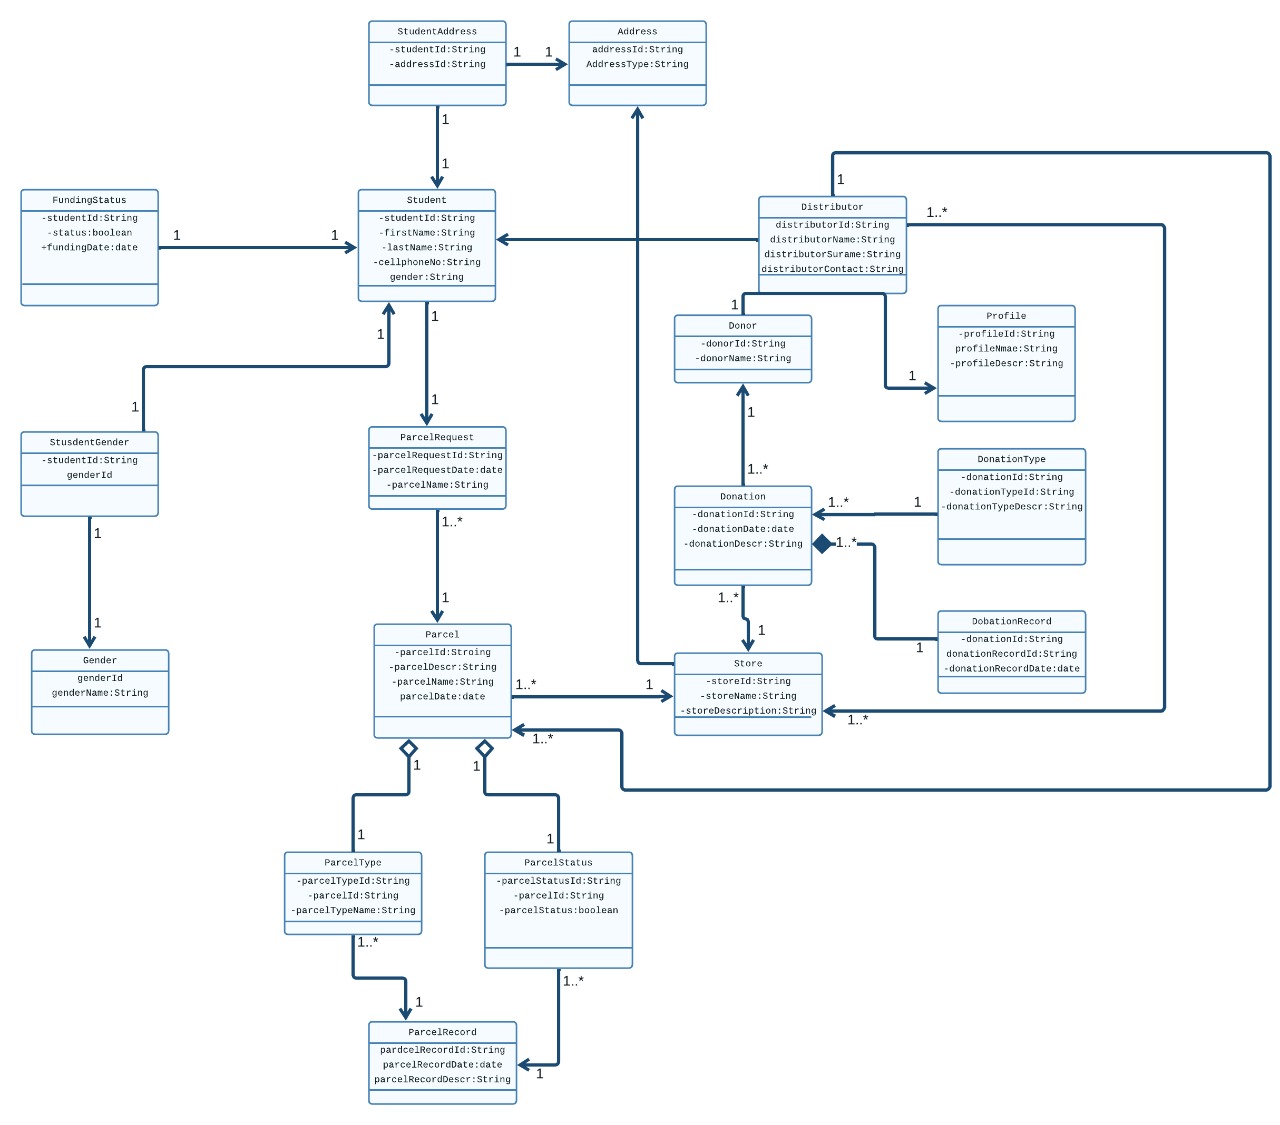 StudentAddress
-studentId:String
-addressId:String
1
1
Address
addressId:String
AddressType:String
1
1
FundingStatus
-studentId:String
-status:boolean
+fundingDate:date
1
1
Student
-studentId:String
-firstName:String
-lastName:String
-cellphoneNo:String
gender:String
Distributor
distributorId:String
distributorName:String
distributorSurame:String
distributorContact:String
1
1..*
1
1
1
1
Donor
-donorId:String
-donorName:String
1
1
Profile
-profileId:String
profileNmae:String
-profileDescr:String
StusdentGender
-studentId:String
genderId
1
1
Gender
genderId
genderName:String
ParcelRequest
-parcelRequestId:String
-parcelRequestDate:date
-parcelName:String
1..*
1
1
1..*
Donation
-donationId:String
-donationDate:date
-donationDescr:String
1..*
1
DonationType
-donationId:String
-donationTypeId:String
-donationTypeDescr:String
1..*
1
DobationRecord
-donationId:String
donationRecordId:String
-donationRecordDate:date
1..*
1
Parcel
-parcelId:Stroing
-parcelDescr:String
-parcelName:String
parcelDate:date
1..*
1
Store
-storeId:String
-storeName:String
-storeDescription:String
1..*
1..*
1
1
1
1
ParcelType
-parcelTypeId:String
-parcelId:String
-parcelTypeName:String
ParcelStatus
-parcelStatusId:String
-parcelId:String
-parcelStatus:boolean
1..*
1
1..*
1
ParcelRecord
pardcelRecordId:String
parcelRecordDate:date
parcelRecordDescr:String